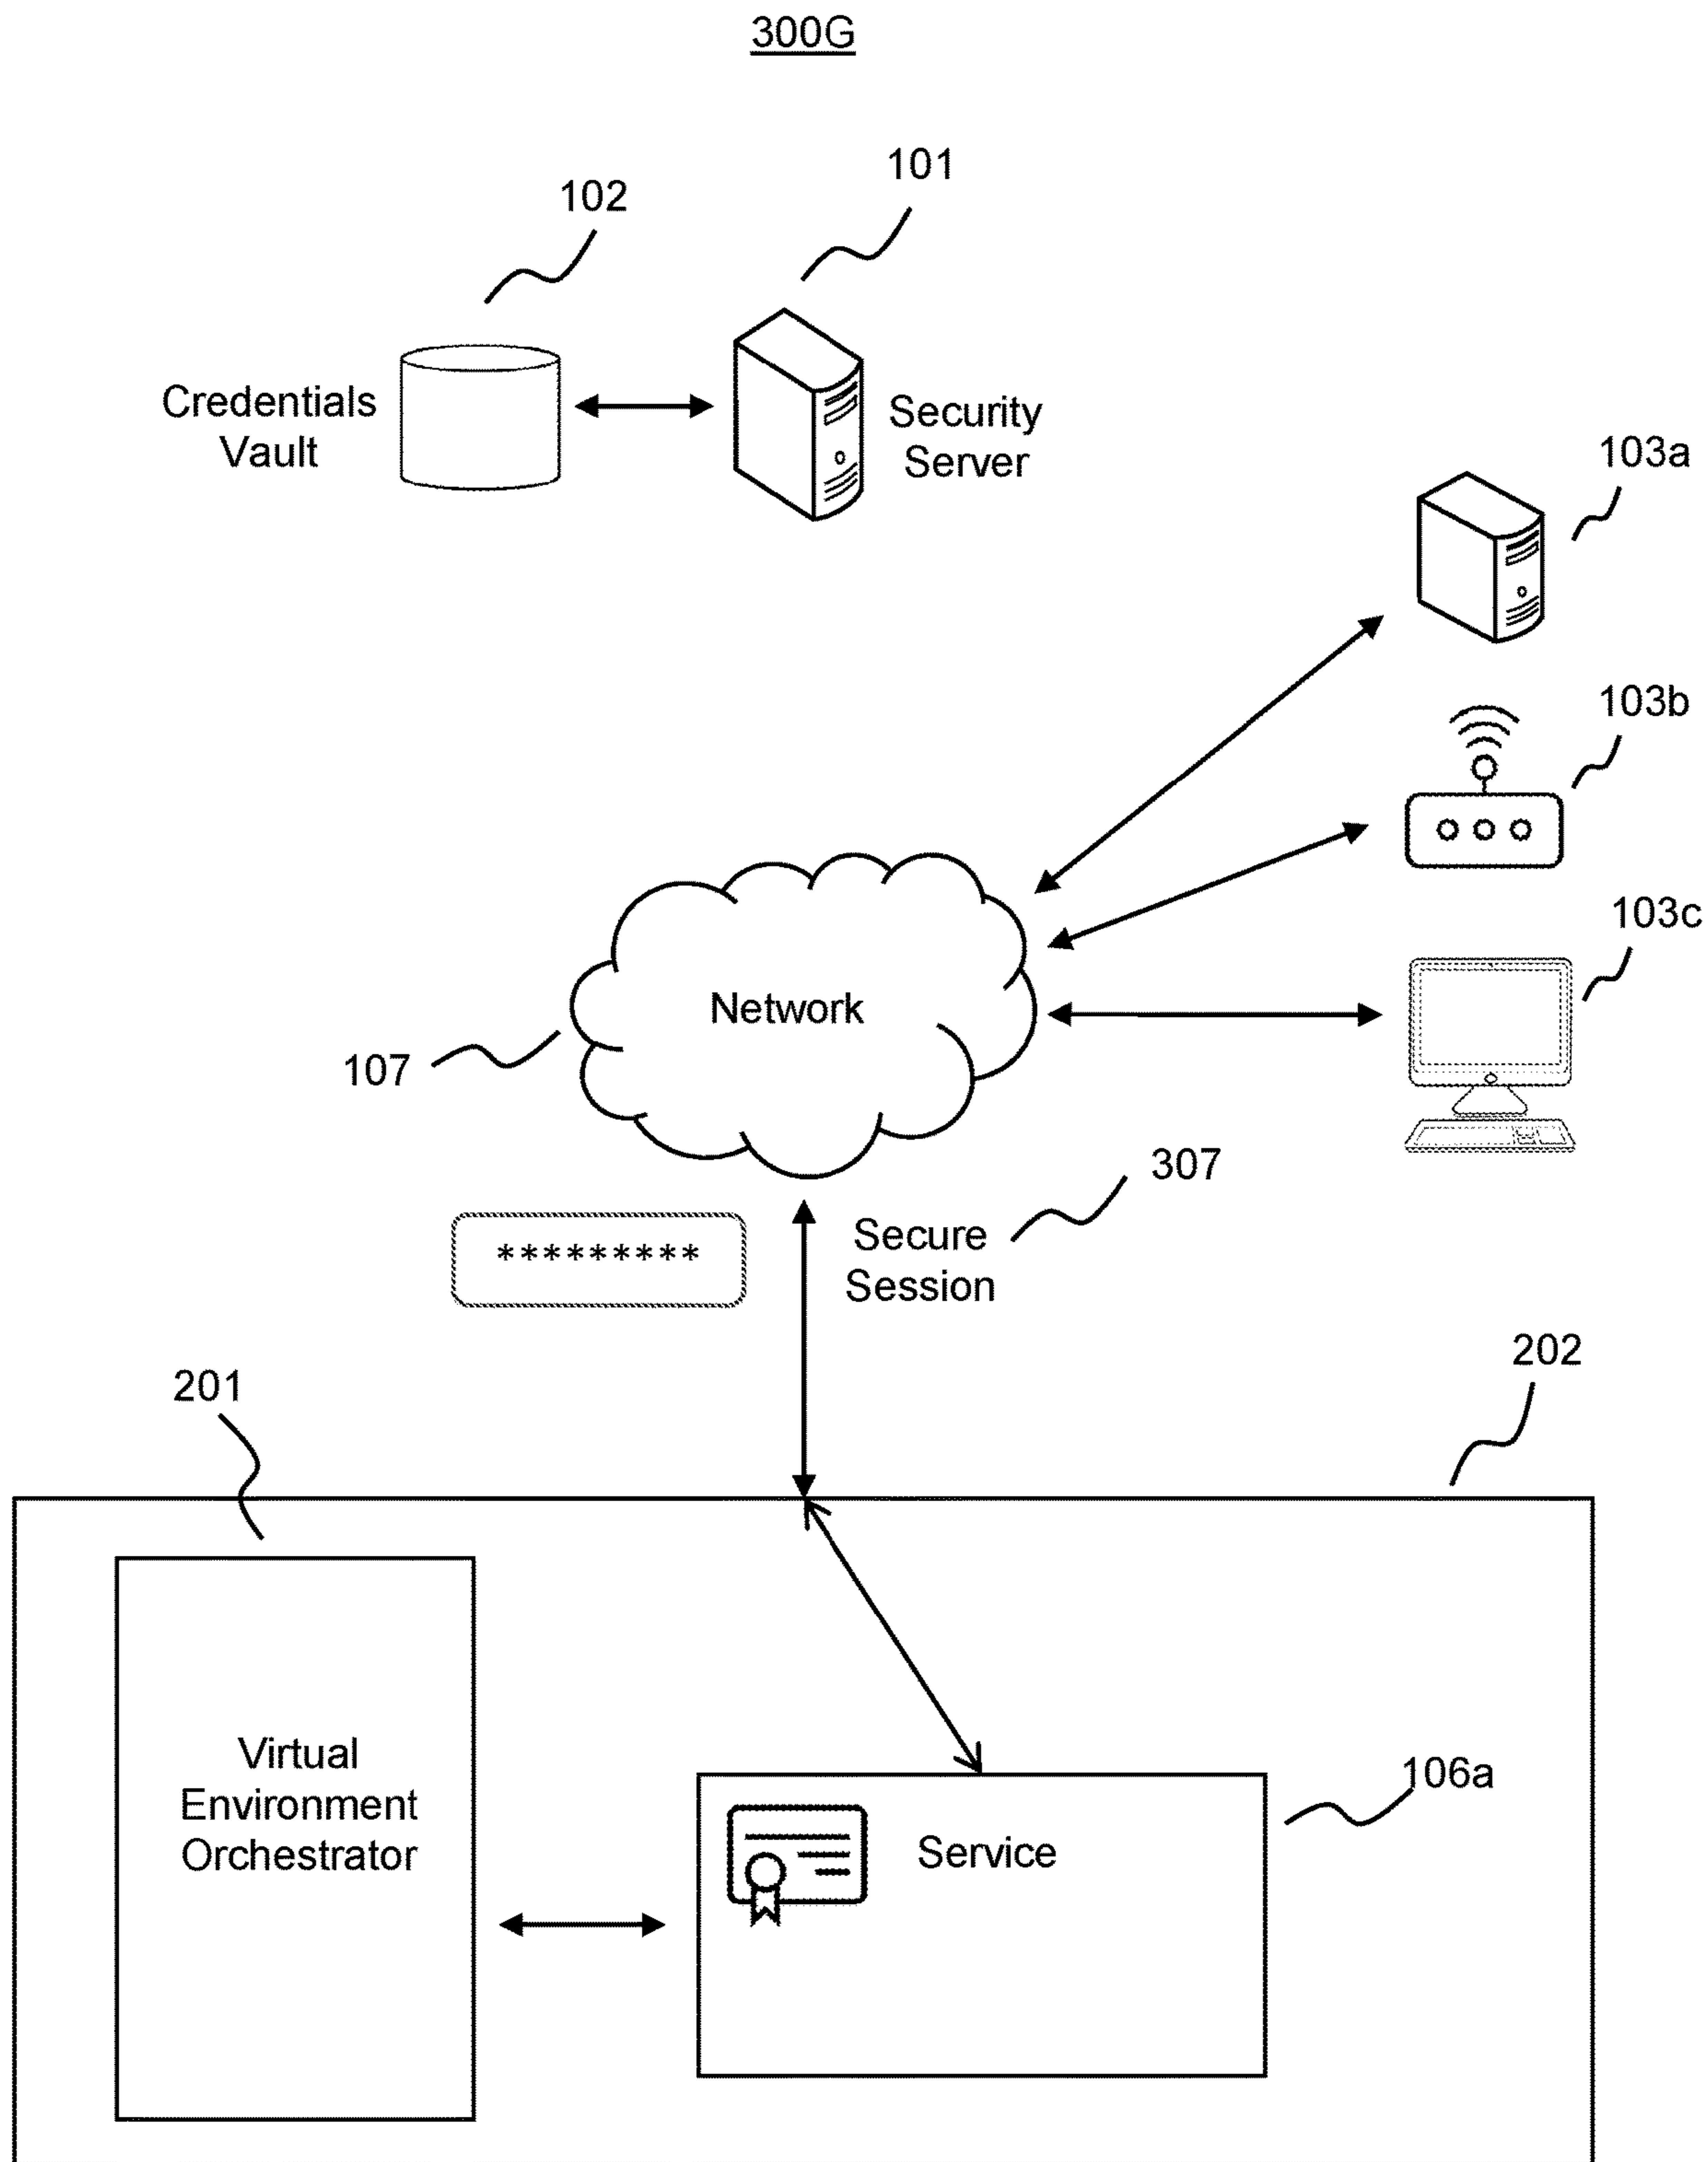 300G
101
102
Credentials
Vault
Security
Server
103a
103b
103c
Network
107
307
*********
Secure
Session
202
201
Virtual
Environment
Orchestrator
106a
Service